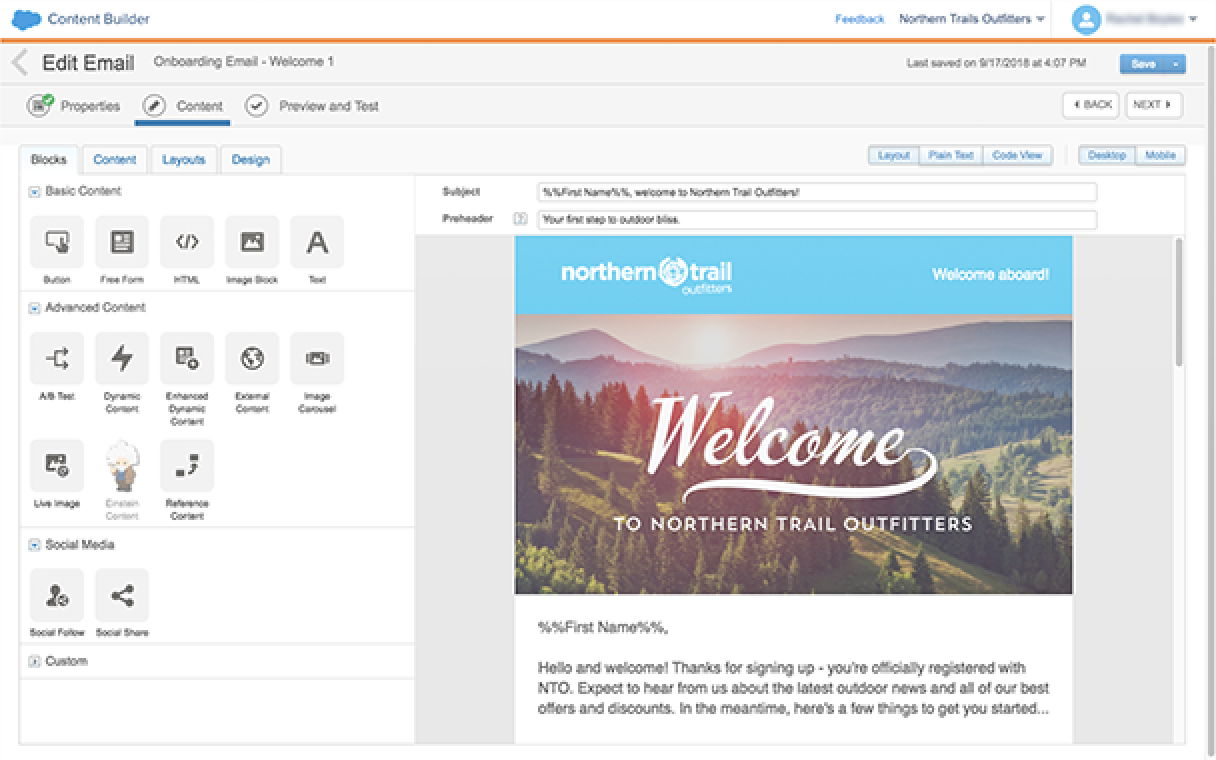 Content Builder
Feedback
Northern Trails Outfitters
Edit Email
Onboarding Email - Welcome 1
Last saved on 9/17/2018 at 4:07 PM
Save
Properties
Content
Preview and Test
BACK
NEXT
Blocks
Content
Layouts
Design
Layout
Plain Text
Code View
Desktop
Mobile
Basic Content
Button
Free Form
HTML
Image Block
Text
Advanced Content
A/B Test
Dynamic
Content
Enhanced
Dynamic
Content
External
Content
Image
Carousel
Live Image
Einstein
Content
Reference
Content
Social Media
Social Follow
Social Share
Custom
Subject
%%First Name%%, welcome to Northern Trail Outfitters!
Preheader
Your first step to outdoor bliss.
northern trail
outfitters
Welcome aboard!
Welcome
TO NORTHERN TRAIL OUTFITTERS
%%First Name%%,
Hello and welcome! Thanks for signing up - you're officially registered with
NTO. Expect to hear from us about the latest outdoor news and all of our best
offers and discounts. In the meantime, here's a few things to get you started...